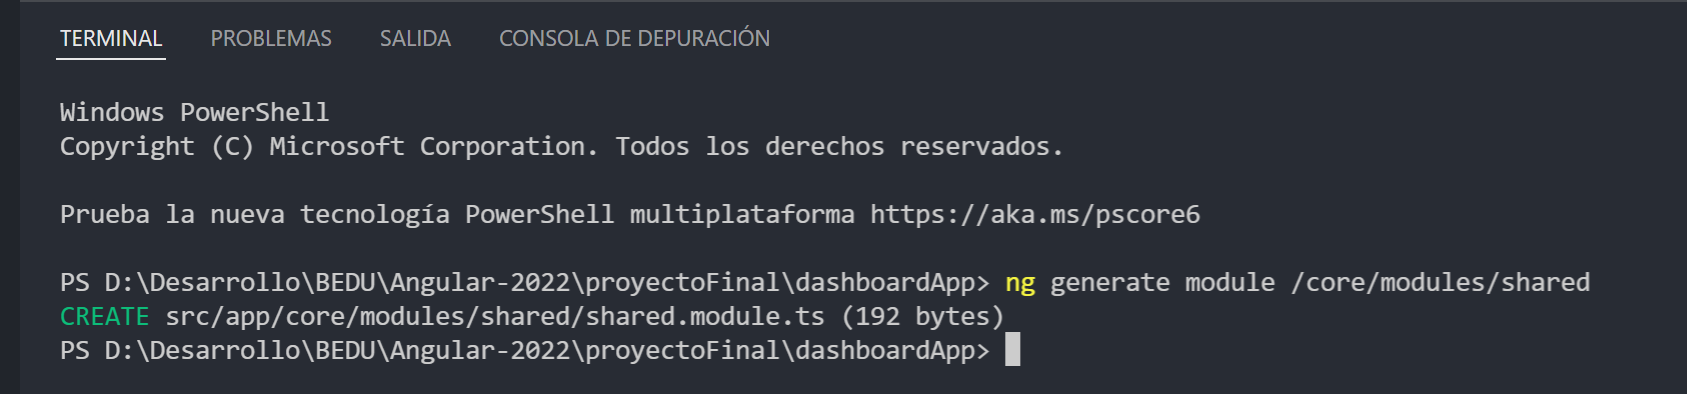 TERMINAL PROBLEMAS SALIDA CONSOLA DE DEPURACIÓN
Windows PowerShell
Copyright (C) Microsoft Corporation. Todos los derechos reservados.
Prueba la nueva tecnología PowerShell multiplataforma https://aka.ms/pscore6
PS D:\Desarrollo\BEDU\Angular-2022\proyectoFinal\dashboardApp> ng generate module /core/modules/shared
CREATE src/app/core/modules/shared/shared.module.ts (192 bytes)
PS D:\Desarrollo\BEDU\Angular-2022\proyectoFinal\dashboardApp>